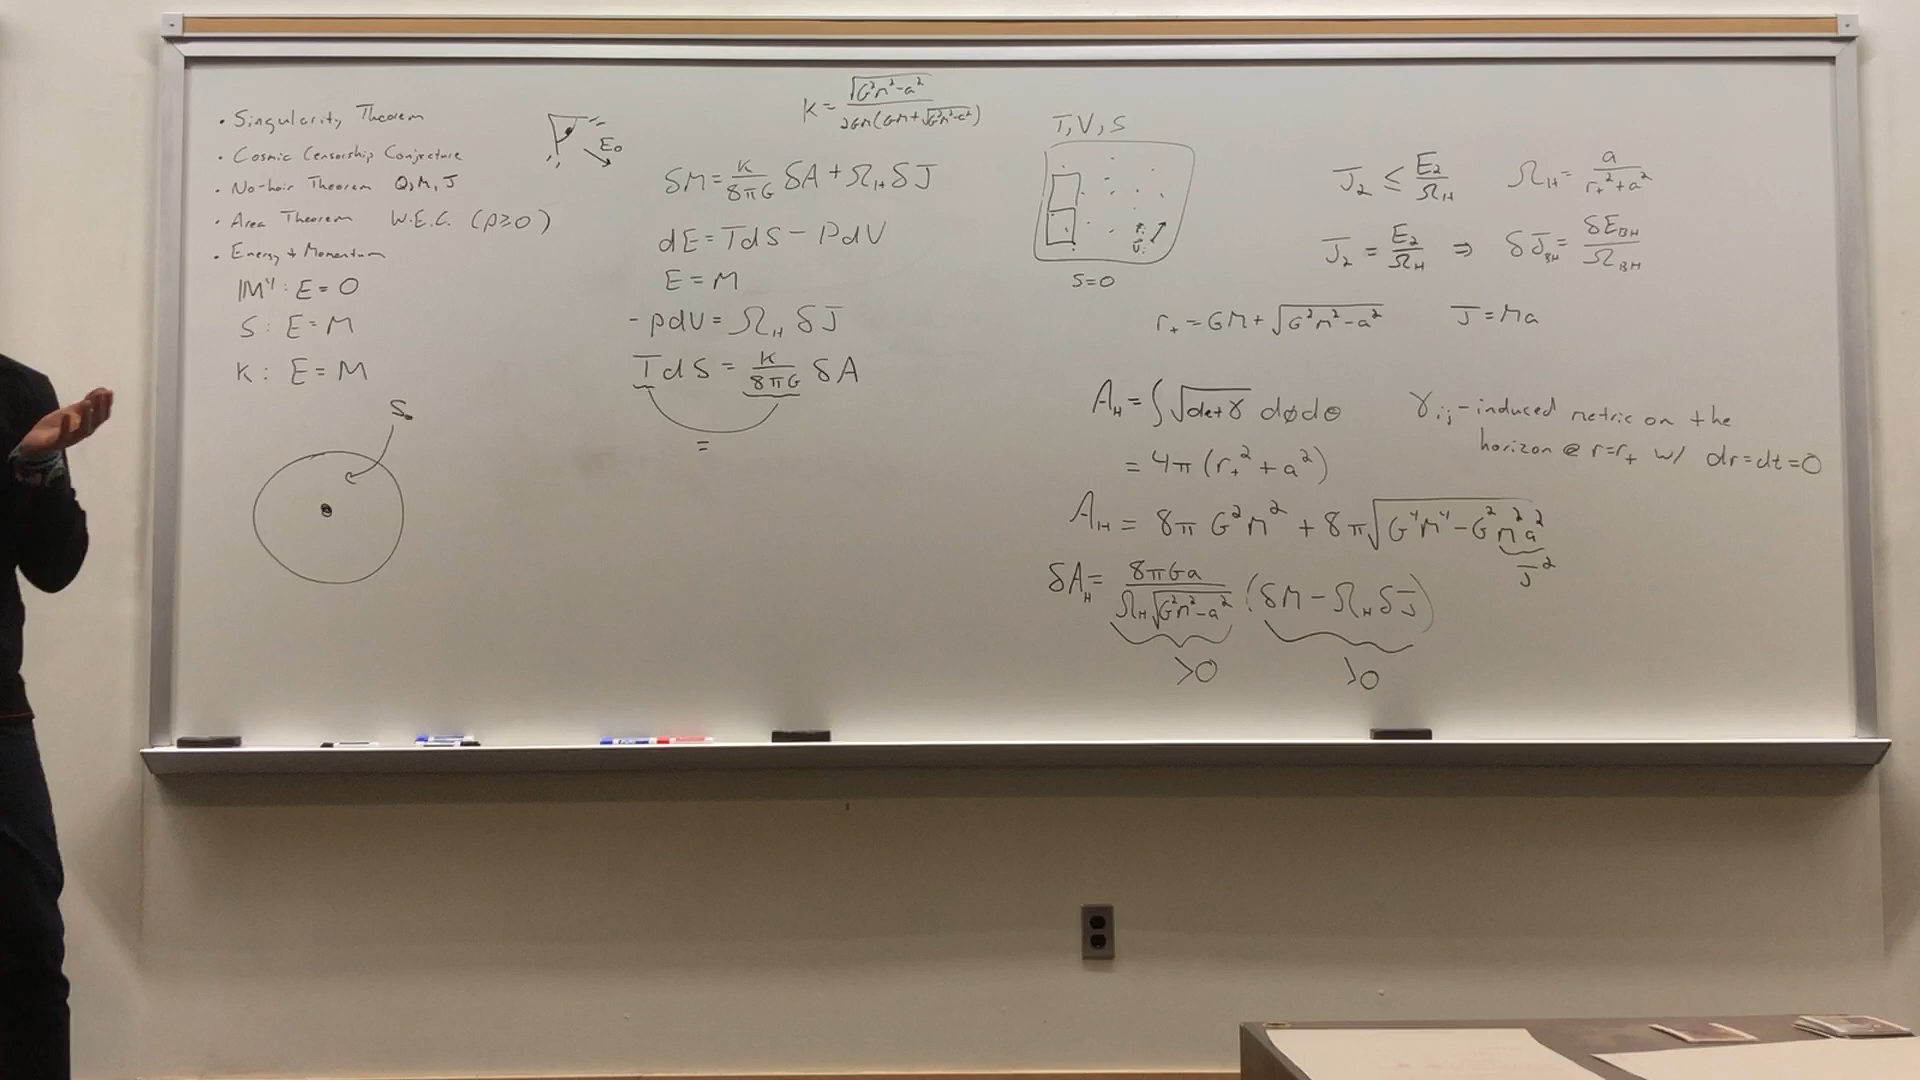 • Singularity Theorem
• Cosmic Censorship Conjecture
• No-hair Theorem Q, M, J
• Area Theorem W.E.C. (ρ≥0)
• Energy + Momentum
IM⁴: E = 0
S: E = M
K: E = M
S₀
E₀
κ = √(G²M²-a²) / 2GM(GM+√(G²M²-a²))
δM = κ/8πG δA + Ω_H δJ
dE = TdS - PdV
E = M
- pdV = Ω_H δJ
TdS = κ/8πG δA
=
T, V, S
S=0
J₂ ≤ E₂/Ω_H Ω_H = a/(r₊²+a²)
J₂ = E₂/Ω_H ⇒ δJ_BH = δE_BH/Ω_BH
r₊ = GM + √(G²M²-a²) J = Ma
A_H = ∫√det γ dφdθ γ_ij - induced metric on the
horizon @ r=r₊ w/ dr=dt=0
= 4π(r₊² + a²)
A_H = 8πG²M² + 8π√(G⁴M⁴-G²M²a²)
J²
δA_H = 8πGa/(Ω_H√(G²M²-a²)) (δM - Ω_H δJ)
>0 >0